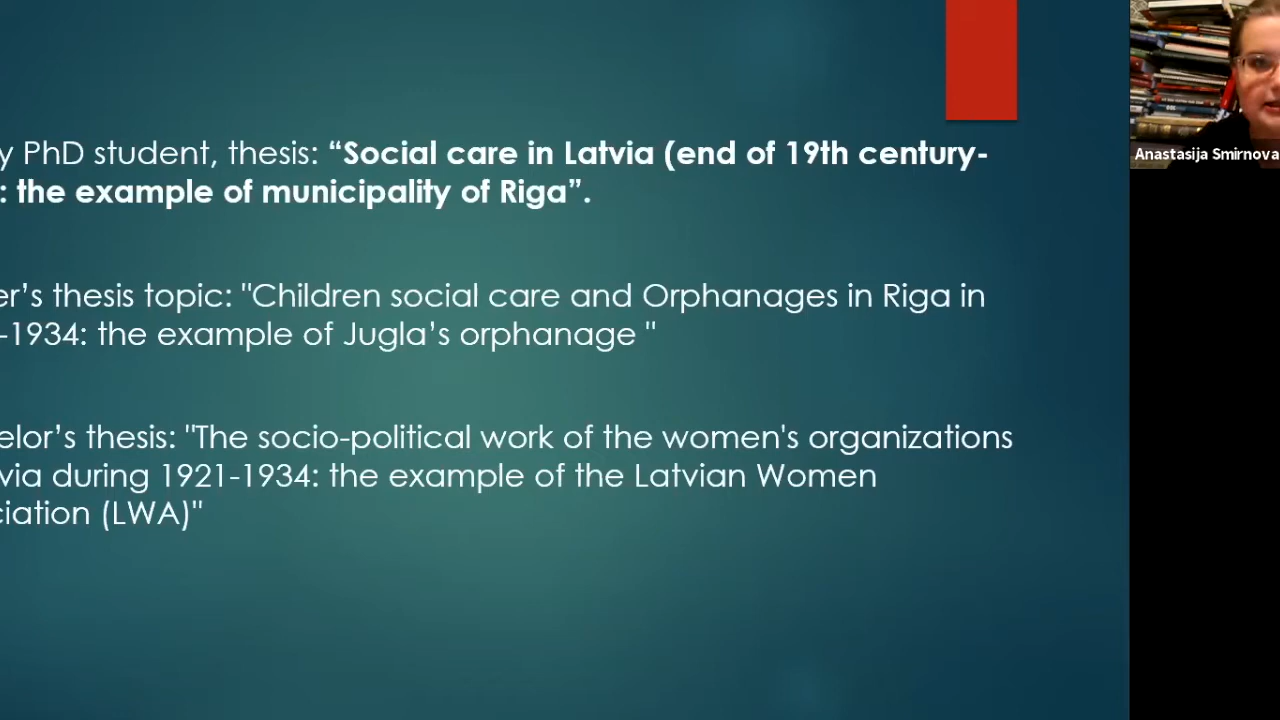 y PhD student, thesis: “Social care in Latvia (end of 19th century-
: the example of municipality of Riga”.
er’s thesis topic: "Children social care and Orphanages in Riga in
-1934: the example of Jugla’s orphanage "
elor’s thesis: "The socio-political work of the women's organizations
via during 1921-1934: the example of the Latvian Women
ciation (LWA)"
Anastasija Smirnova